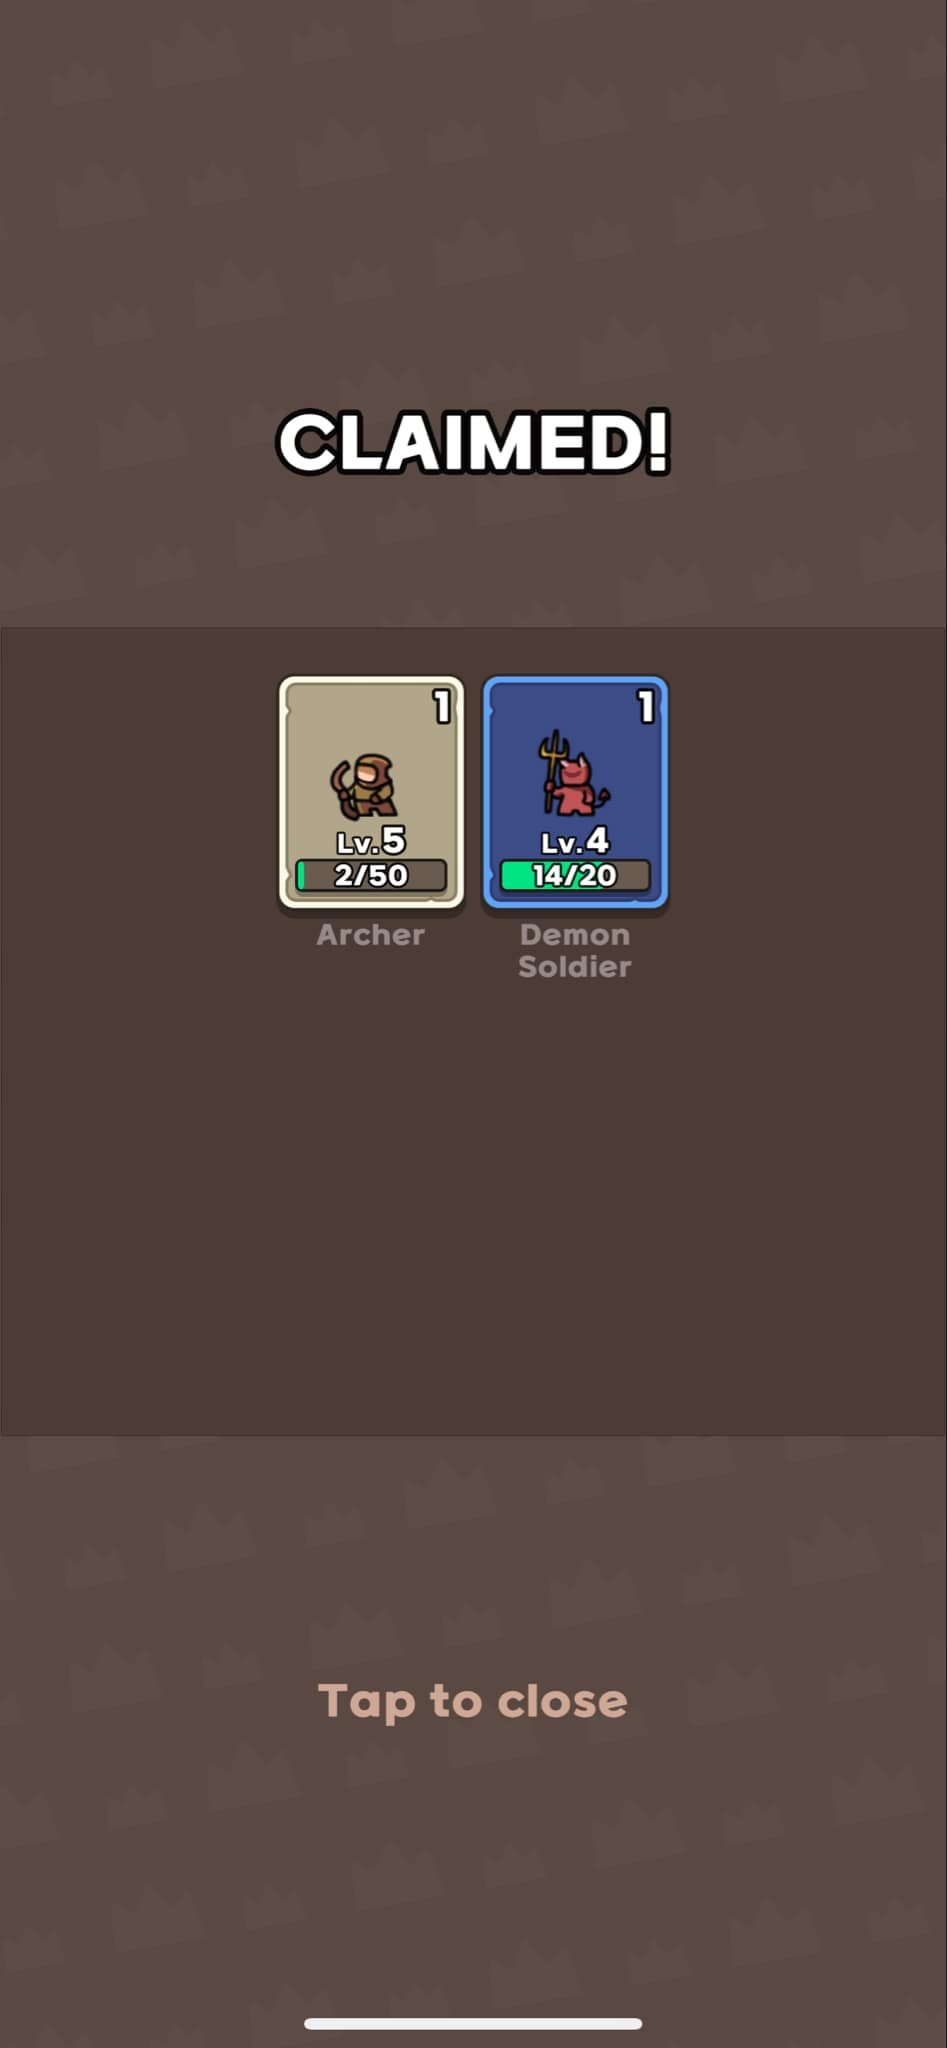 CLAIMED!
1
1
Lv.5
Lv.4
2/50
14/20
Archer
Demon
Soldier
Tap to close